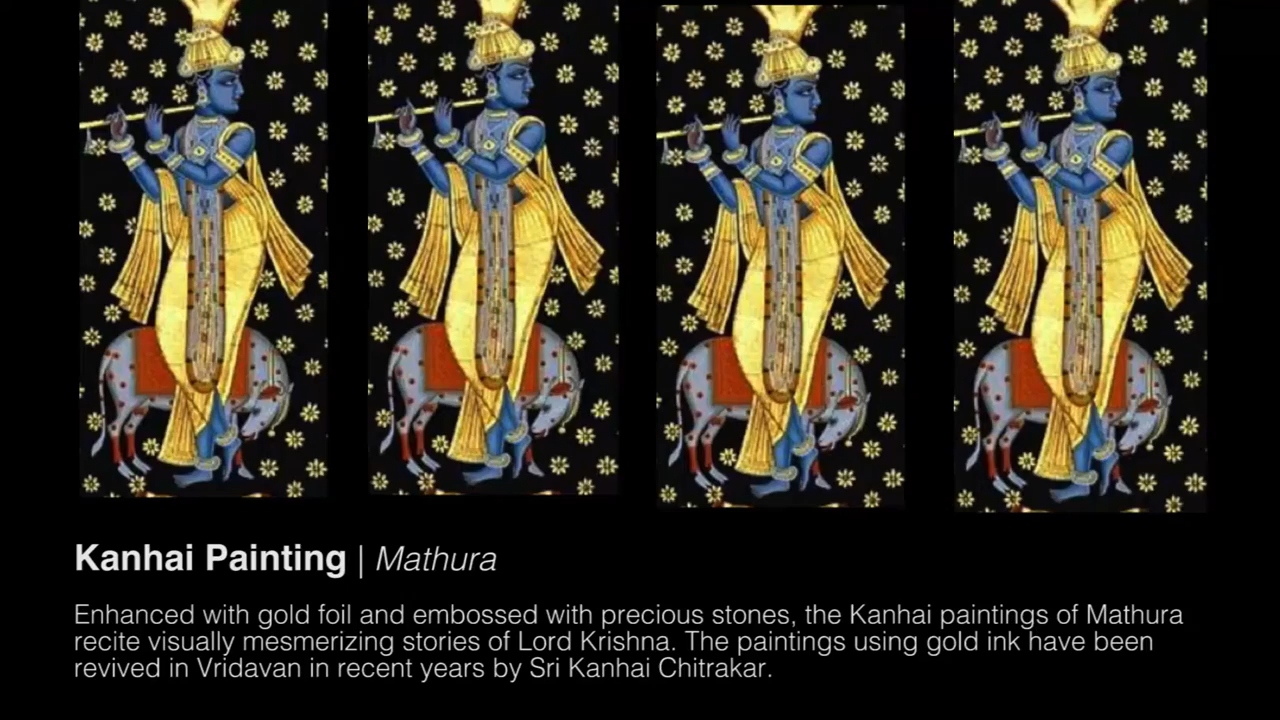 Kanhai Painting | Mathura
Enhanced with gold foil and embossed with precious stones, the Kanhai paintings of Mathura
recite visually mesmerizing stories of Lord Krishna. The paintings using gold ink have been
revived in Vridavan in recent years by Sri Kanhai Chitrakar.